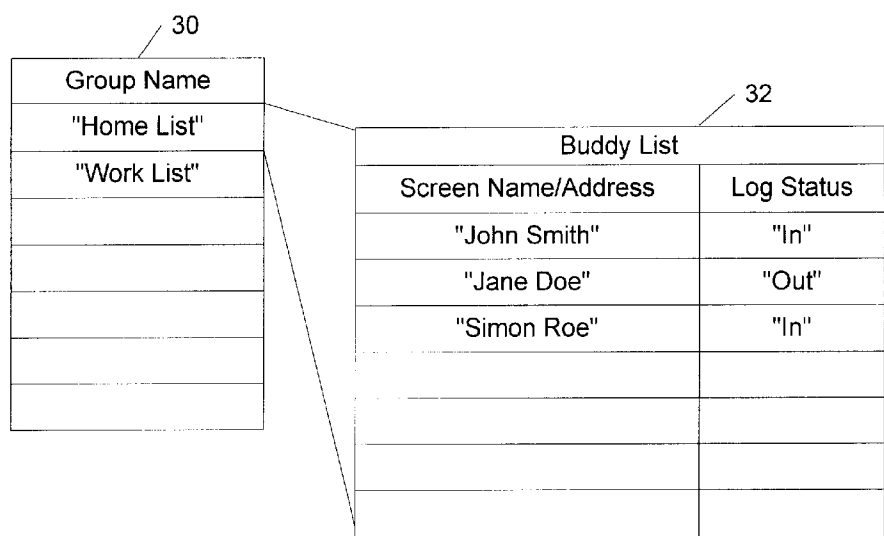 30
Group Name
"Home List"
"Work List"
32
Buddy List
Screen Name/Address Log Status
"John Smith" "In"
"Jane Doe" "Out"
"Simon Roe" "In"